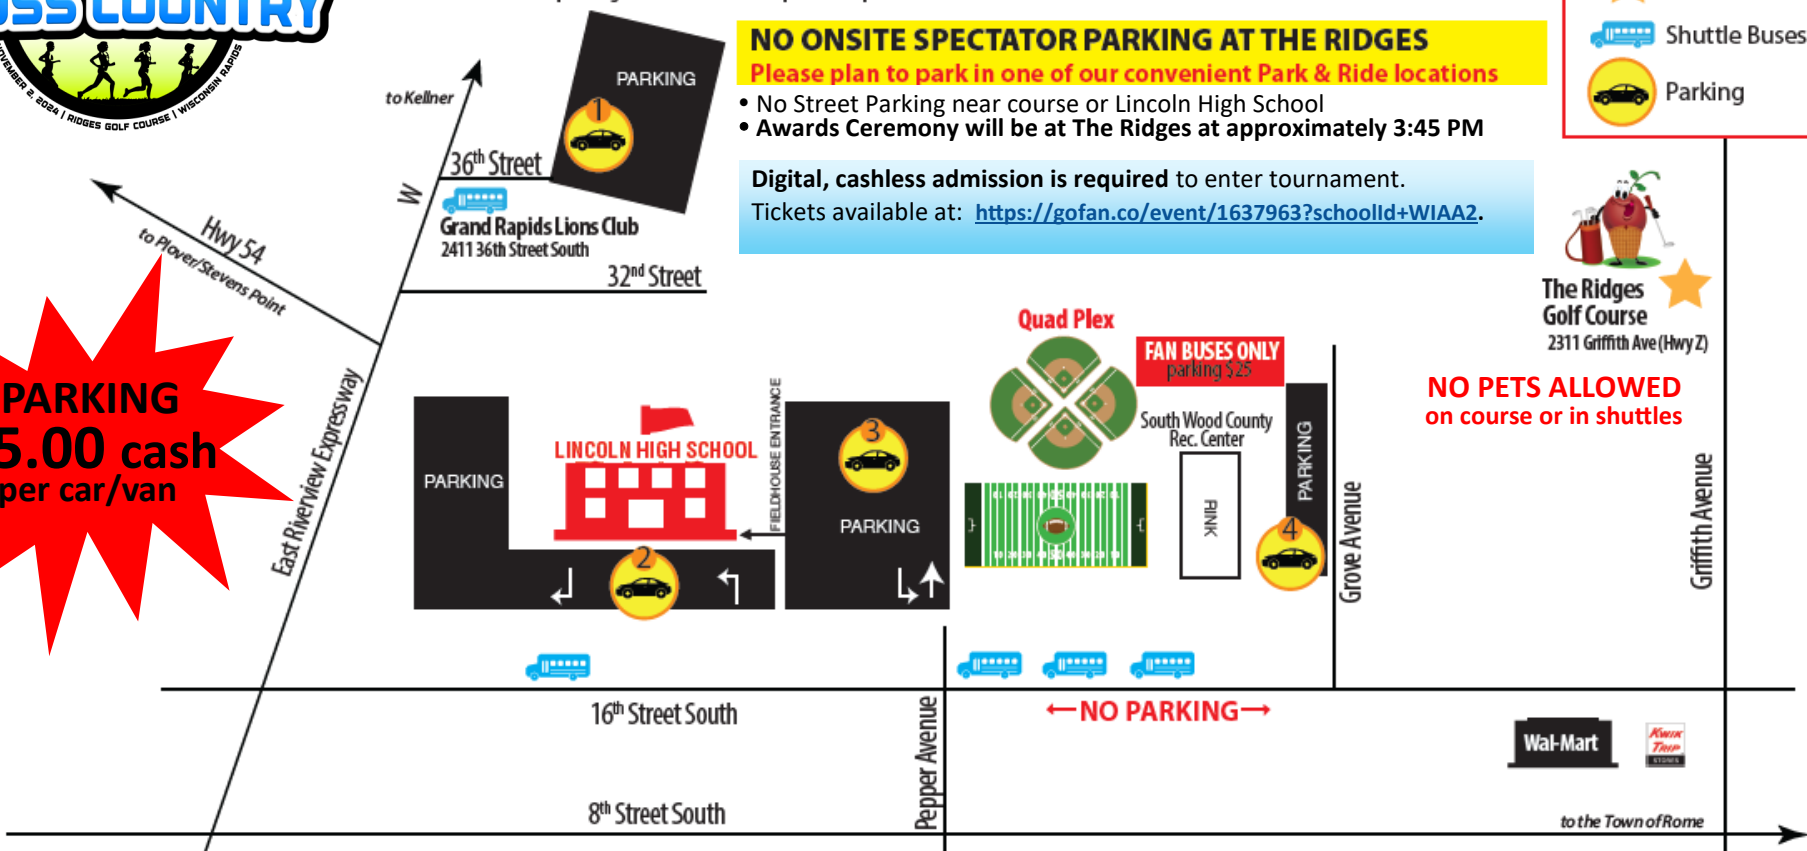 COUNTRY
NOVEMBER 2, 2024 | RIDGES GOLF COURSE | WISCONSIN RAPIDS
NO ONSITE SPECTATOR PARKING AT THE RIDGES
Please plan to park in one of our convenient Park & Ride locations
• No Street Parking near course or Lincoln High School
• Awards Ceremony will be at The Ridges at approximately 3:45 PM
Digital, cashless admission is required to enter tournament.
Tickets available at: https://gofan.co/event/1637963?schoolId+WIAA2.
Shuttle Buses
Parking
to Kellner
PARKING
1
36th Street
W
Grand Rapids Lions Club
2411 36th Street South
32nd Street
Hwy 54
to Plover/Stevens Point
The Ridges
Golf Course
2311 Griffith Ave (Hwy Z)
NO PETS ALLOWED
on course or in shuttles
PARKING
5.00 cash
per car/van
East Riverview Expressway
PARKING
LINCOLN HIGH SCHOOL
2
FIELDHOUSE ENTRANCE
3
PARKING
Quad Plex
FAN BUSES ONLY
parking $25
South Wood County
Rec. Center
RINK
PARKING
4
Grove Avenue
Griffith Avenue
16th Street South
Pepper Avenue
NO PARKING
Wal-Mart
KWIK
TRIP
STORES
8th Street South
to the Town of Rome